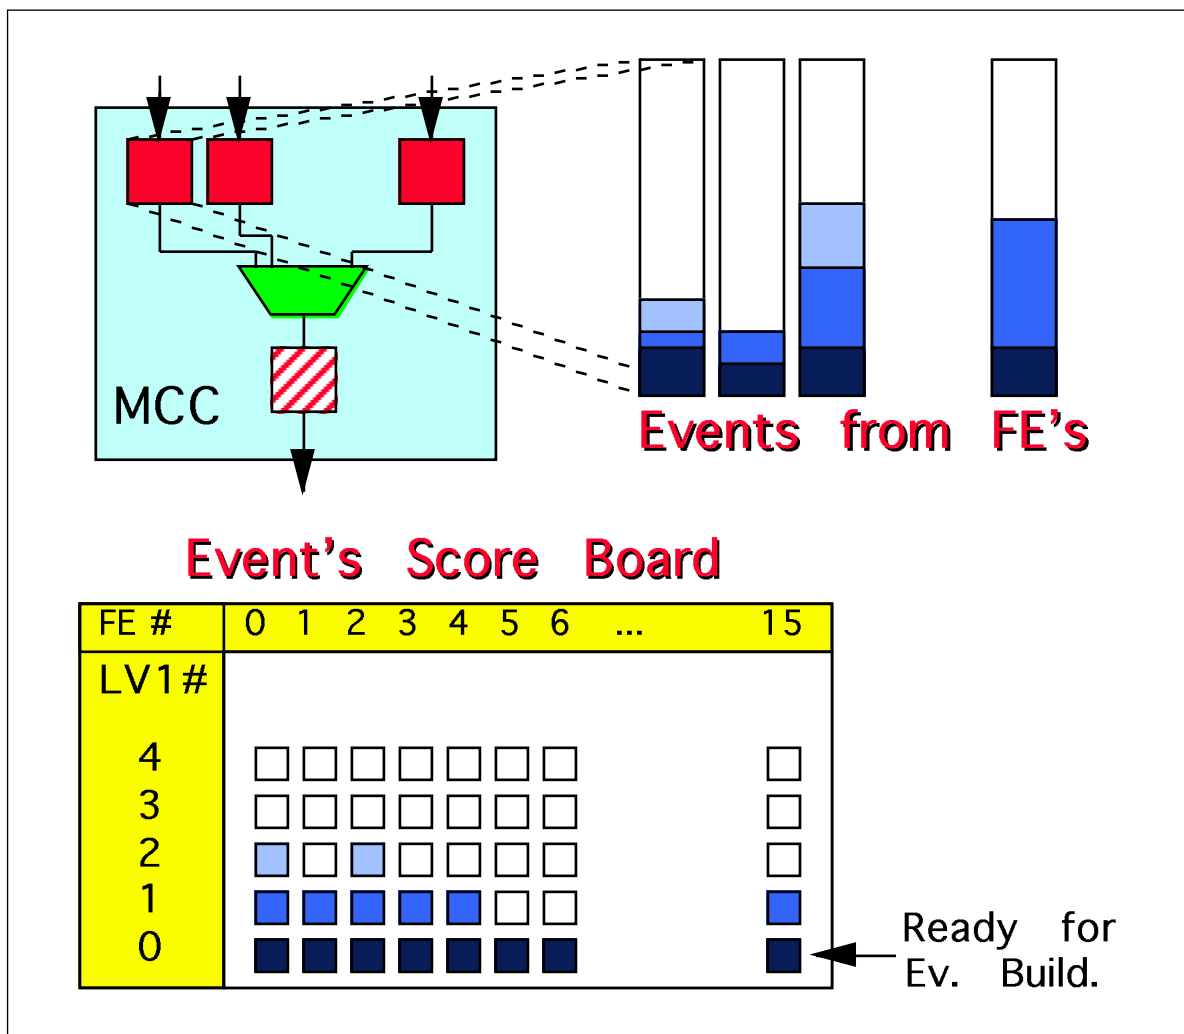 MCC
Events from FE's
Event's Score Board
FE # 0 1 2 3 4 5 6 ... 15
LV1#
4
3
2
1
0
Ready for
Ev. Build.